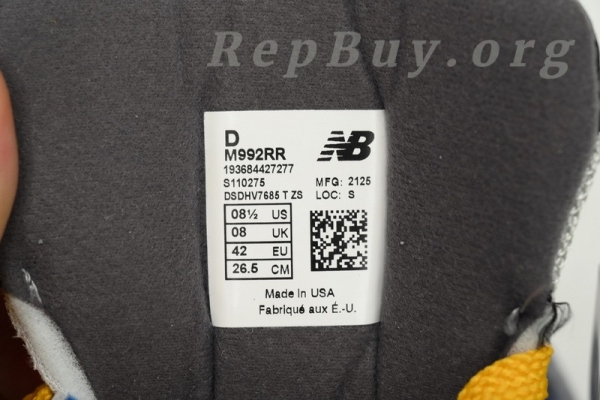 RepBuy.org
D
M992RR
NB
193684427277
S110275 MFG: 2125
DSDHV7685 T ZS LOC: S
08½ US
08 UK
42 EU
26.5 CM
Made in USA
Fabriqué aux É.-U.